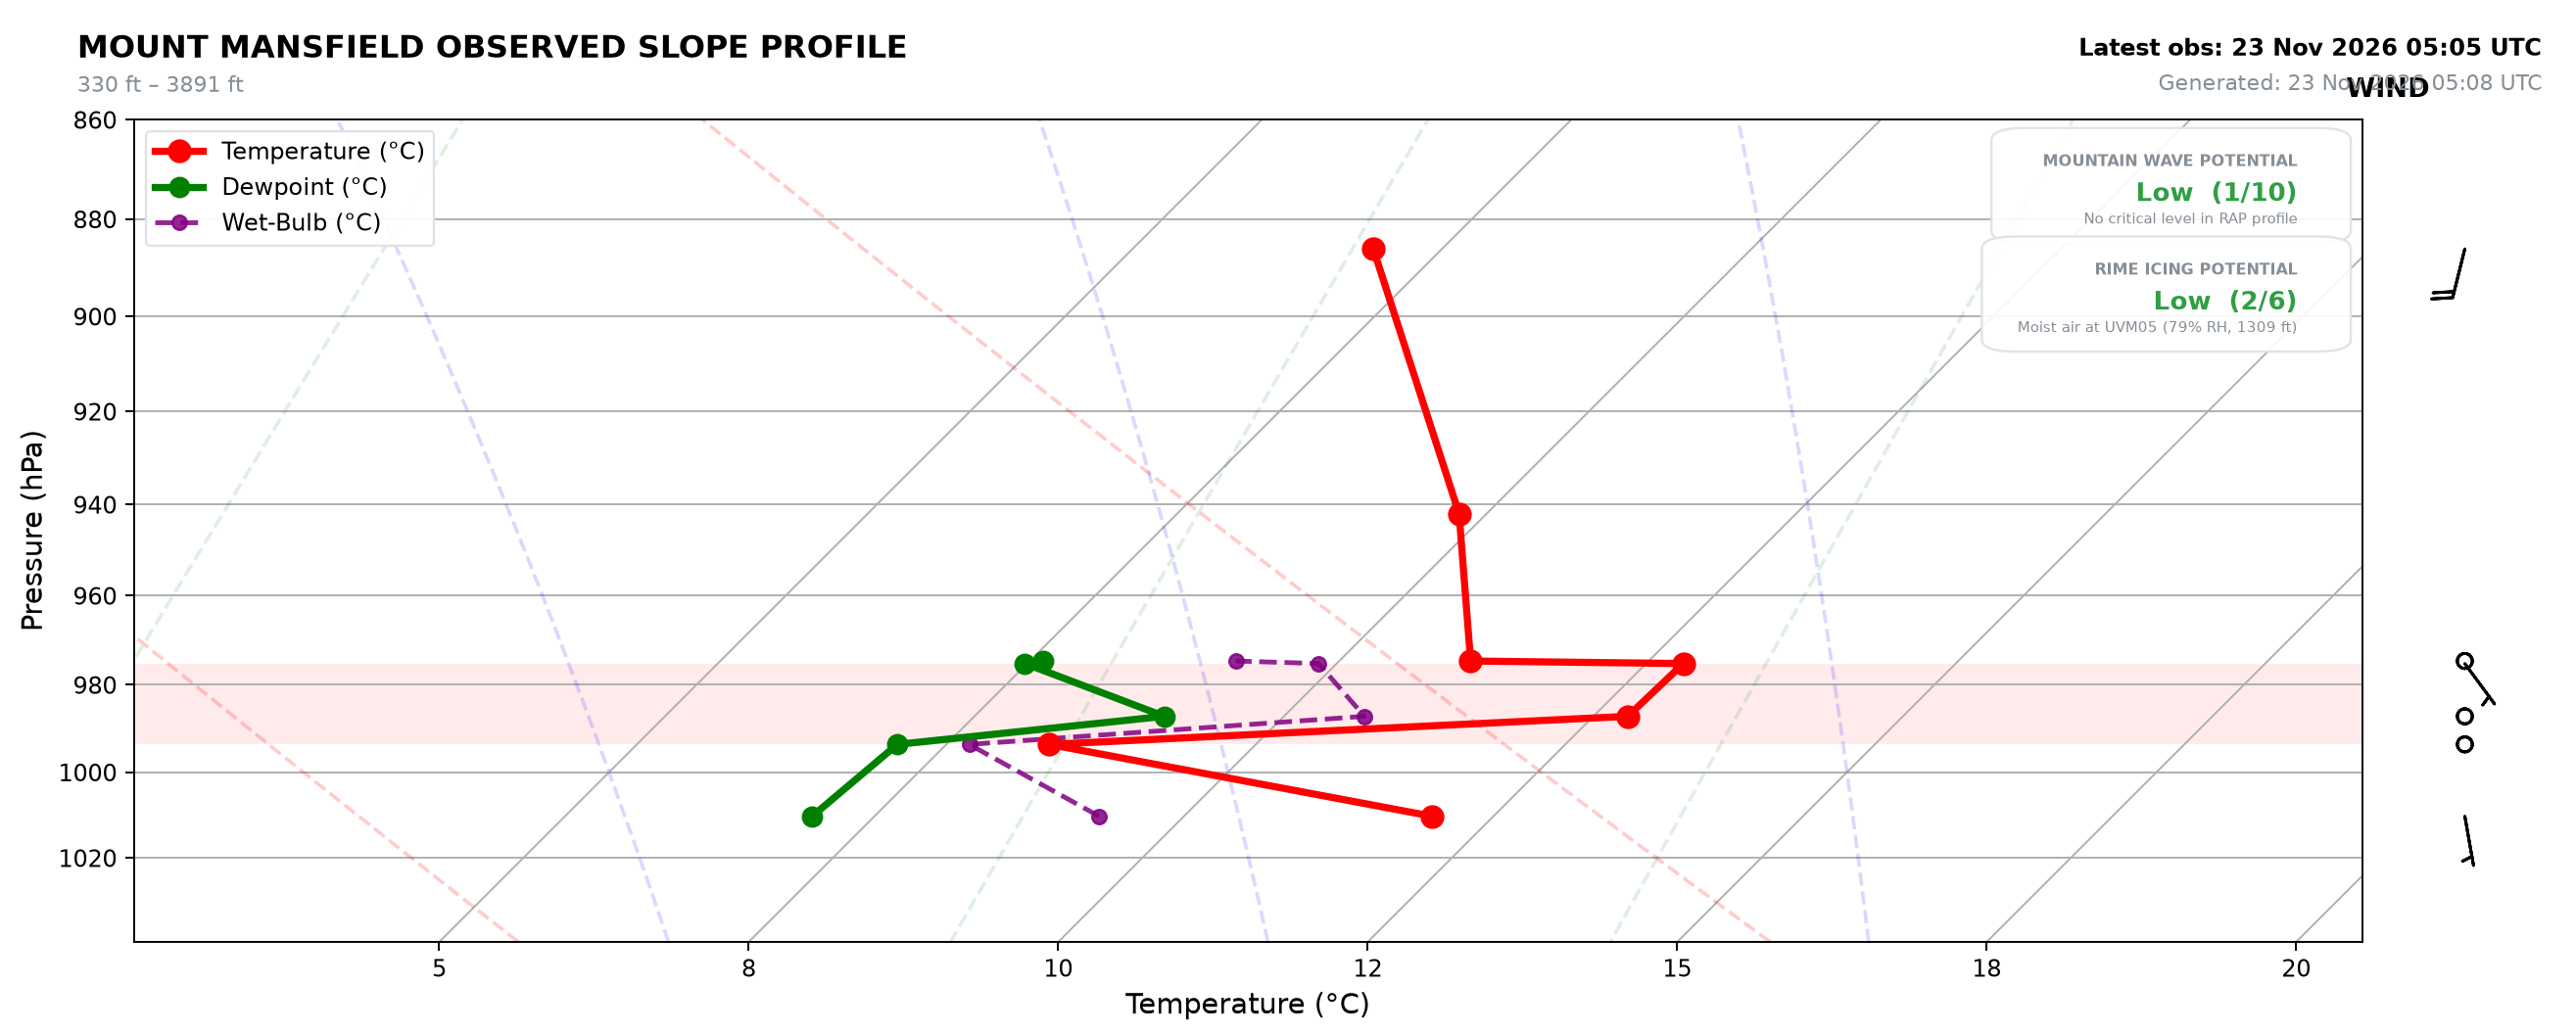 MOUNT MANSFIELD OBSERVED SLOPE PROFILE
330 ft – 3891 ft
Latest obs: 23 Nov 2026 05:05 UTC
Generated: 23 Nov 2026 05:08 UTC
WIND
Temperature (°C)
Dewpoint (°C)
Wet-Bulb (°C)
MOUNTAIN WAVE POTENTIAL
Low (1/10)
No critical level in RAP profile
RIME ICING POTENTIAL
Low (2/6)
Moist air at UVM05 (79% RH, 1309 ft)
Pressure (hPa)
860
880
900
920
940
960
980
1000
1020
5 8 10 12 15 18 20
Temperature (°C)